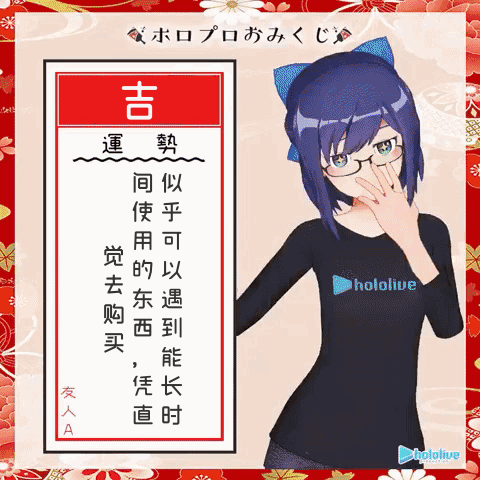 ホロプロおみくじ
吉
運勢
似乎可以遇到能长时
间使用的东西，凭直
觉去购买
友人A
hololive
hololive